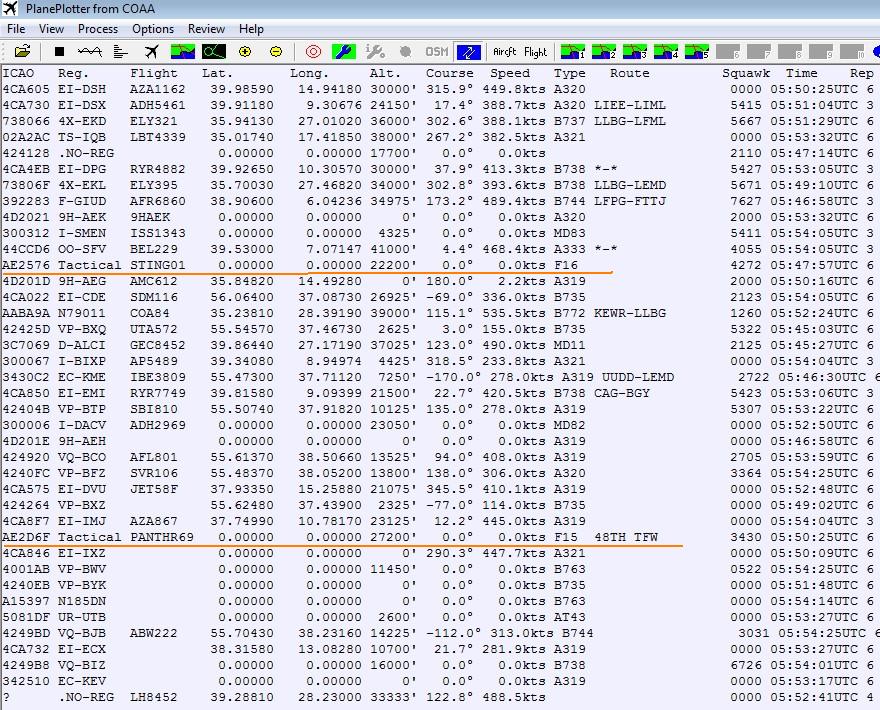 PlanePlotter from COAA
File View Process Options Review Help
OSM Aircft Flight 1 2 3 4 5 6 7 8 9 10
ICAO Reg. Flight Lat. Long. Alt. Course Speed Type Route Squawk Time Rep
4CA605 EI-DSH AZA1162 39.98590 14.94180 30000' 315.9° 449.8kts A320 0000 05:50:25UTC 6
4CA730 EI-DSX ADH5461 39.91180 9.30676 24150' 17.4° 388.7kts A320 LIEE-LIML 5415 05:51:04UTC 3
738066 4X-EKD ELY321 35.94130 27.01020 36000' 302.6° 388.1kts B737 LLBG-LFML 5667 05:51:29UTC 6
02A2AC TS-IQB LBT4339 35.01740 17.41850 38000' 267.2° 382.5kts A321 0000 05:53:32UTC 6
424128 .NO-REG 0.00000 0.00000 17700' 0.0° 0.0kts 2110 05:47:14UTC 6
4CA4EB EI-DPG RYR4882 39.92650 10.30570 30000' 37.9° 413.3kts B738 *-* 5427 05:53:05UTC 3
73806F 4X-EKL ELY395 35.70030 27.46820 34000' 302.8° 393.6kts B738 LLBG-LEMD 5671 05:49:10UTC 6
392283 F-GIUD AFR6860 38.90600 6.04236 34975' 173.2° 489.4kts B744 LFPG-FTTJ 7627 05:46:58UTC 3
4D2021 9H-AEK 9HAEK 0.00000 0.00000 0' 0.0° 0.0kts A320 2000 05:53:32UTC 6
300312 I-SMEN ISS1343 0.00000 0.00000 4325' 0.0° 0.0kts MD83 5411 05:54:05UTC 3
44CCD6 OO-SFV BEL229 39.53000 7.07147 41000' 4.4° 468.4kts A333 *-* 4055 05:54:05UTC 3
AE2576 Tactical STING01 0.00000 0.00000 22200' 0.0° 0.0kts F16 4272 05:47:57UTC 6
4D201D 9H-AEG AMC612 35.84820 14.49280 0' 180.0° 2.2kts A319 2000 05:50:16UTC 6
4CA022 EI-CDE SDM116 56.06400 37.08730 26925' -69.0° 336.0kts B735 2123 05:54:05UTC 6
AABA9A N79011 COA84 35.23810 28.39190 39000' 115.1° 535.5kts B772 KEWR-LLBG 1260 05:52:24UTC 6
42425D VP-BXQ UTA572 55.54570 37.46730 2625' 3.0° 155.0kts B735 5322 05:45:03UTC 6
3C7069 D-ALCI GEC8452 39.86440 27.17190 37025' 123.0° 490.0kts MD11 2125 05:45:27UTC 6
300067 I-BIXP AP5489 39.34080 8.94974 4425' 318.5° 233.8kts A321 0000 05:54:04UTC 3
3430C2 EC-KME IBE3809 55.47300 37.71120 7250' -170.0° 278.0kts A319 UUDD-LEMD 2722 05:46:30UTC 6
4CA850 EI-EMI RYR7749 39.81580 9.09399 21500' 22.7° 420.5kts B738 CAG-BGY 5423 05:53:06UTC 3
42404B VP-BTP SBI810 55.50740 37.91820 10125' 135.0° 278.0kts A319 5307 05:53:22UTC 6
300006 I-DACV ADH2969 0.00000 0.00000 23050' 0.0° 0.0kts MD82 0000 05:52:50UTC 6
4D201E 9H-AEH 0.00000 0.00000 0' 0.0° 0.0kts A319 0000 05:46:58UTC 6
424920 VQ-BCO AFL801 55.61370 38.50660 13525' 94.0° 408.0kts A319 2705 05:53:59UTC 6
4240FC VP-BFZ SVR106 55.48370 38.05200 13800' 138.0° 306.0kts A320 3364 05:54:25UTC 6
4CA575 EI-DVU JET58F 37.93350 15.25880 21075' 345.5° 410.1kts A319 0000 05:52:48UTC 6
424264 VP-BXZ 55.62480 37.43900 2325' -77.0° 114.0kts B735 0000 05:49:02UTC 6
4CA8F7 EI-IMJ AZA867 37.74990 10.78170 23125' 12.2° 445.0kts A319 0000 05:54:04UTC 3
AE2D6F Tactical PANTHR69 0.00000 0.00000 27200' 0.0° 0.0kts F15 48TH TFW 3430 05:50:25UTC 6
4CA846 EI-IXZ 0.00000 0.00000 0' 290.3° 447.7kts A321 0000 05:50:09UTC 6
4001AB VP-BWV 0.00000 0.00000 11450' 0.0° 0.0kts B763 0522 05:54:25UTC 6
4240EB VP-BYK 0.00000 0.00000 0' 0.0° 0.0kts B735 0000 05:51:48UTC 6
A15397 N185DN 0.00000 0.00000 0' 0.0° 0.0kts B763 0000 05:54:14UTC 6
5081DF UR-UTB 0.00000 0.00000 2600' 0.0° 0.0kts AT43 0000 05:53:27UTC 6
4249BD VQ-BJB ABW222 55.70430 38.23160 14225' -112.0° 313.0kts B744 3031 05:54:25UTC 6
4CA732 EI-ECX 38.31580 13.08280 10700' 21.7° 281.9kts A319 0000 05:53:27UTC 6
4249B8 VQ-BIZ 0.00000 0.00000 16000' 0.0° 0.0kts B738 6726 05:54:01UTC 6
342510 EC-KEV 0.00000 0.00000 0' 0.0° 0.0kts A319 0000 05:53:17UTC 6
? .NO-REG LH8452 39.28810 28.23000 33333' 122.8° 488.5kts 0000 05:52:41UTC 4